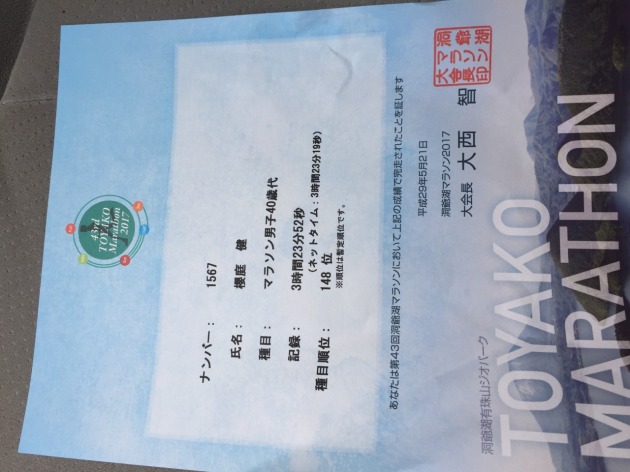 43rd
TOYAKO
Marathon
2017
ナンバー： 1567
氏名： 櫻庭 健
種目： マラソン男子40歳代
記録： 3時間23分52秒
（ネットタイム：3時間23分19秒）
種目順位： 148 位
※順位は暫定順位です。
あなたは第43回洞爺湖マラソンにおいて上記の成績で完走されたことを証します
平成29年5月21日
洞爺湖マラソン2017
大会長 大西 智
洞爺湖
マラソン
大会長印
洞爺湖有珠山ジオパーク
TOYAKO
MARATHON